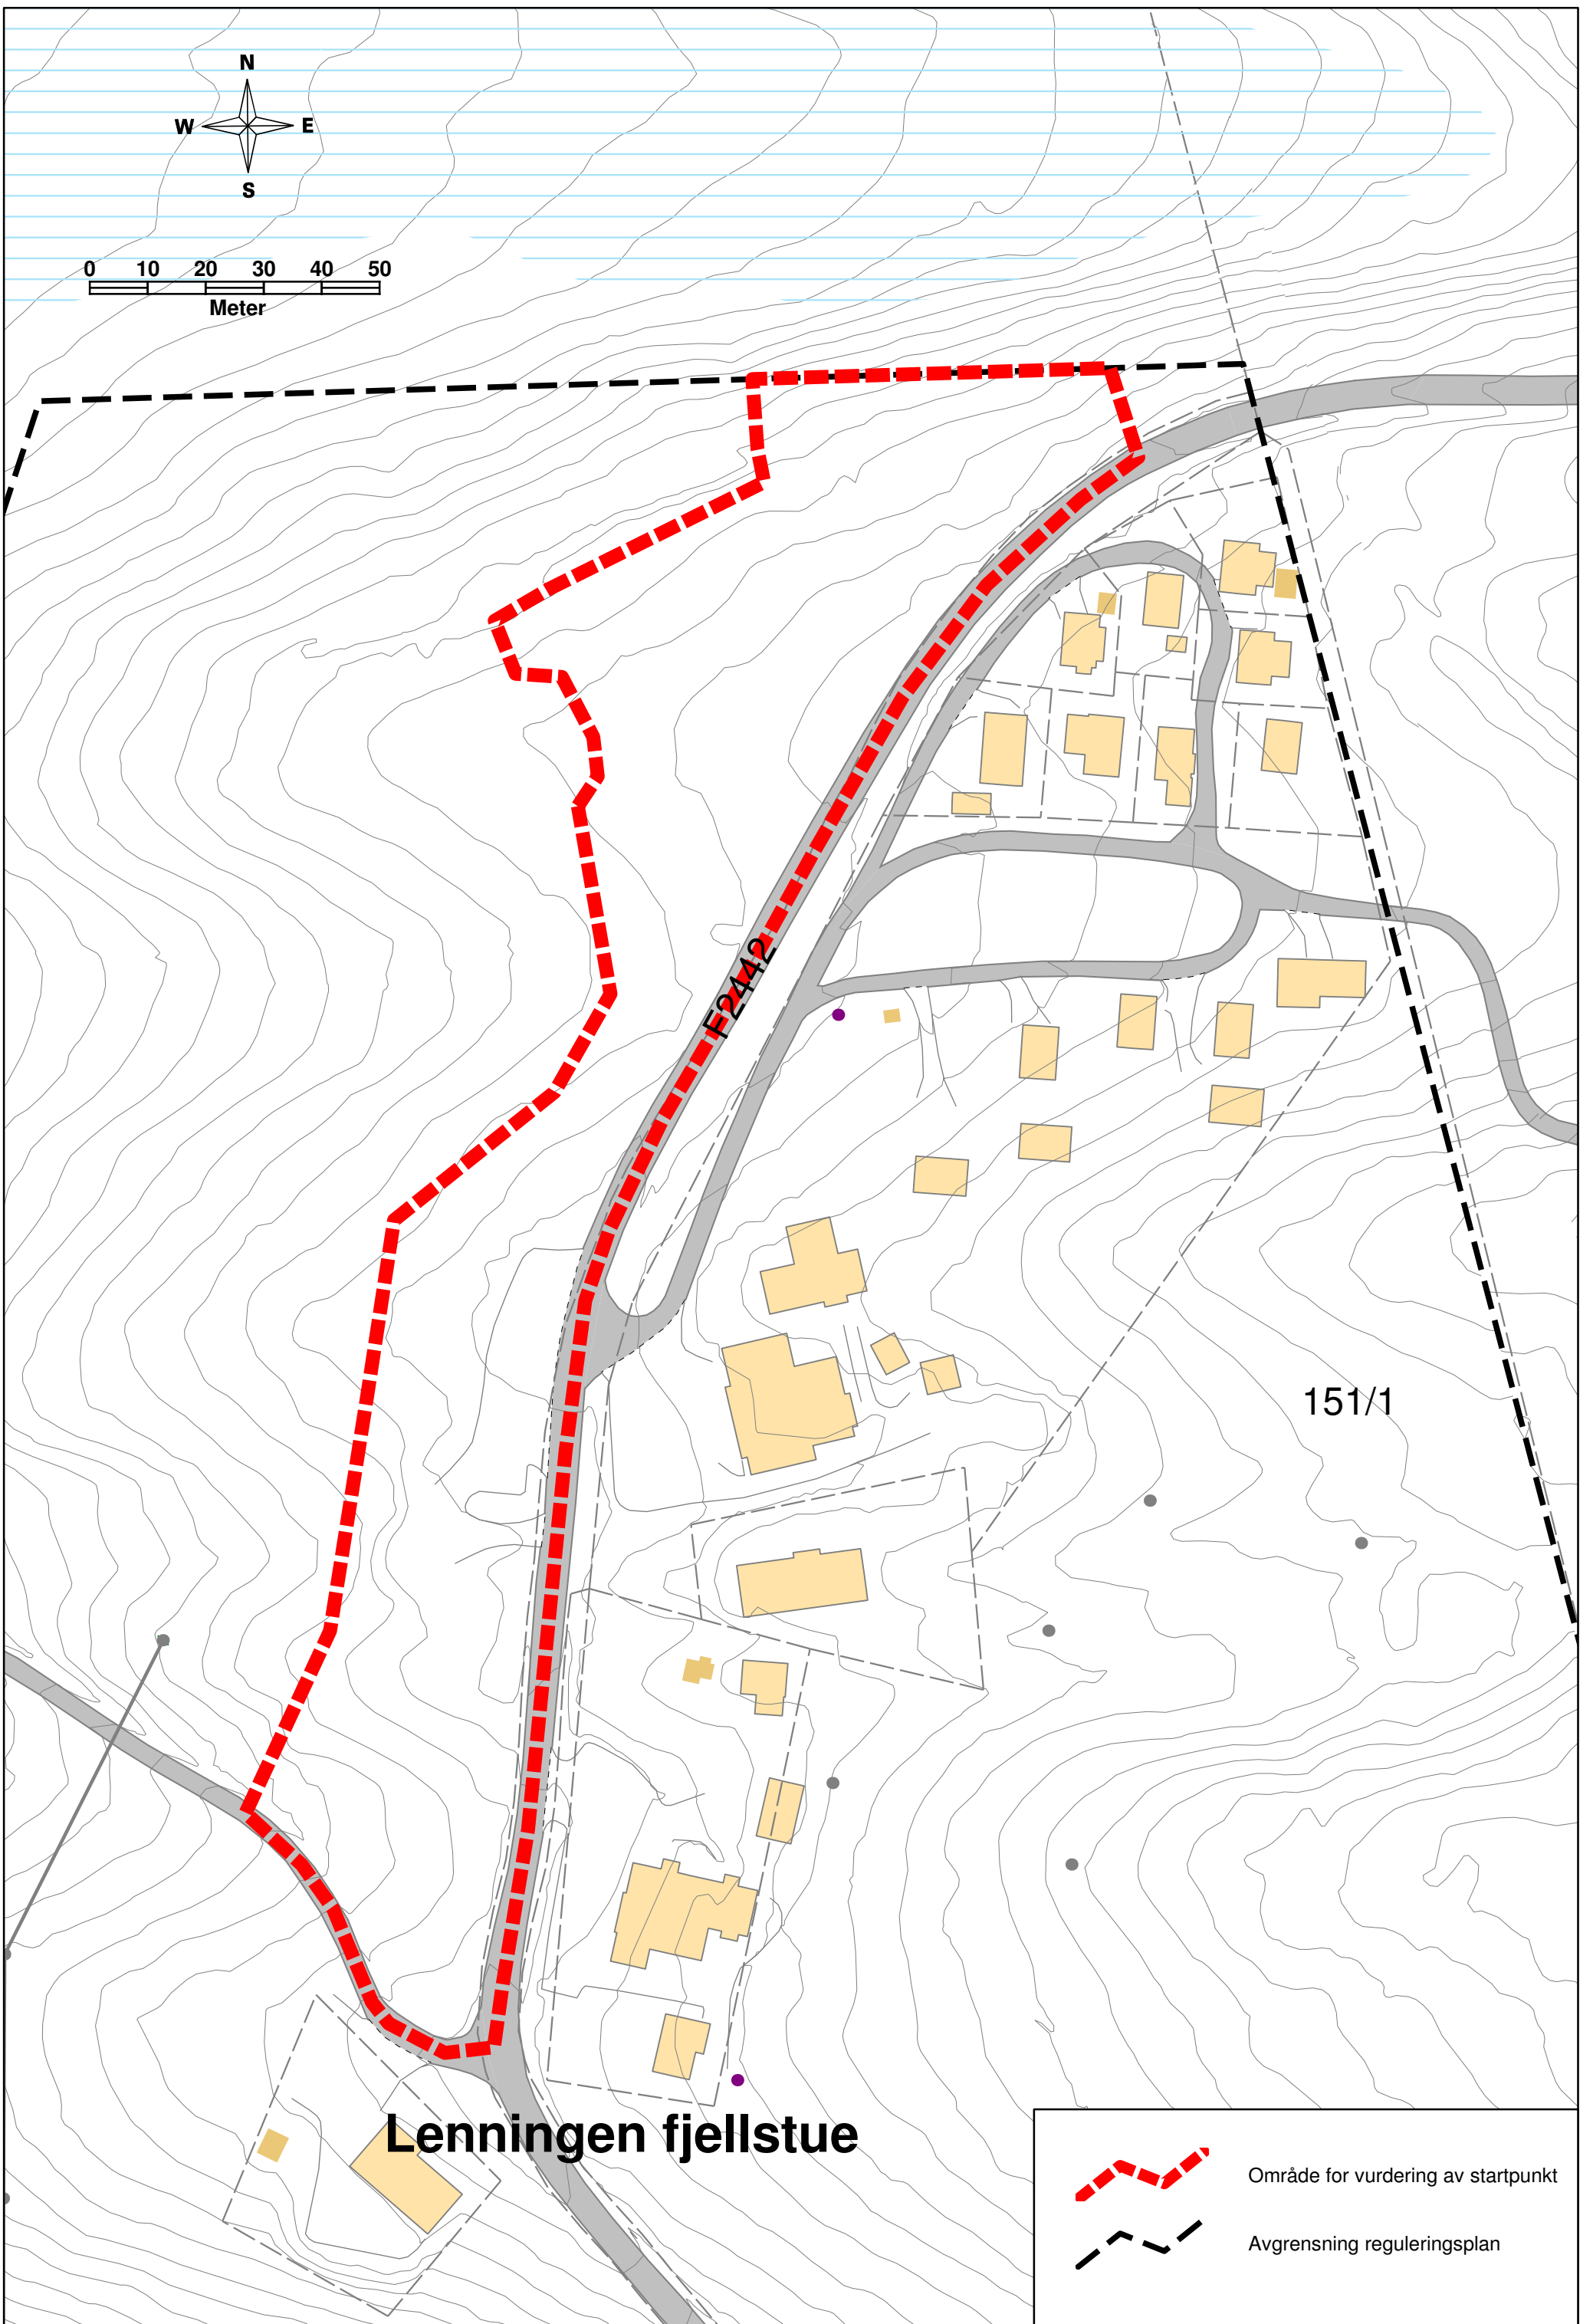 N
W E
S
0 10 20 30 40 50
Meter
F2442
151/1
Lenningen fjellstue
Område for vurdering av startpunkt
Avgrensning reguleringsplan